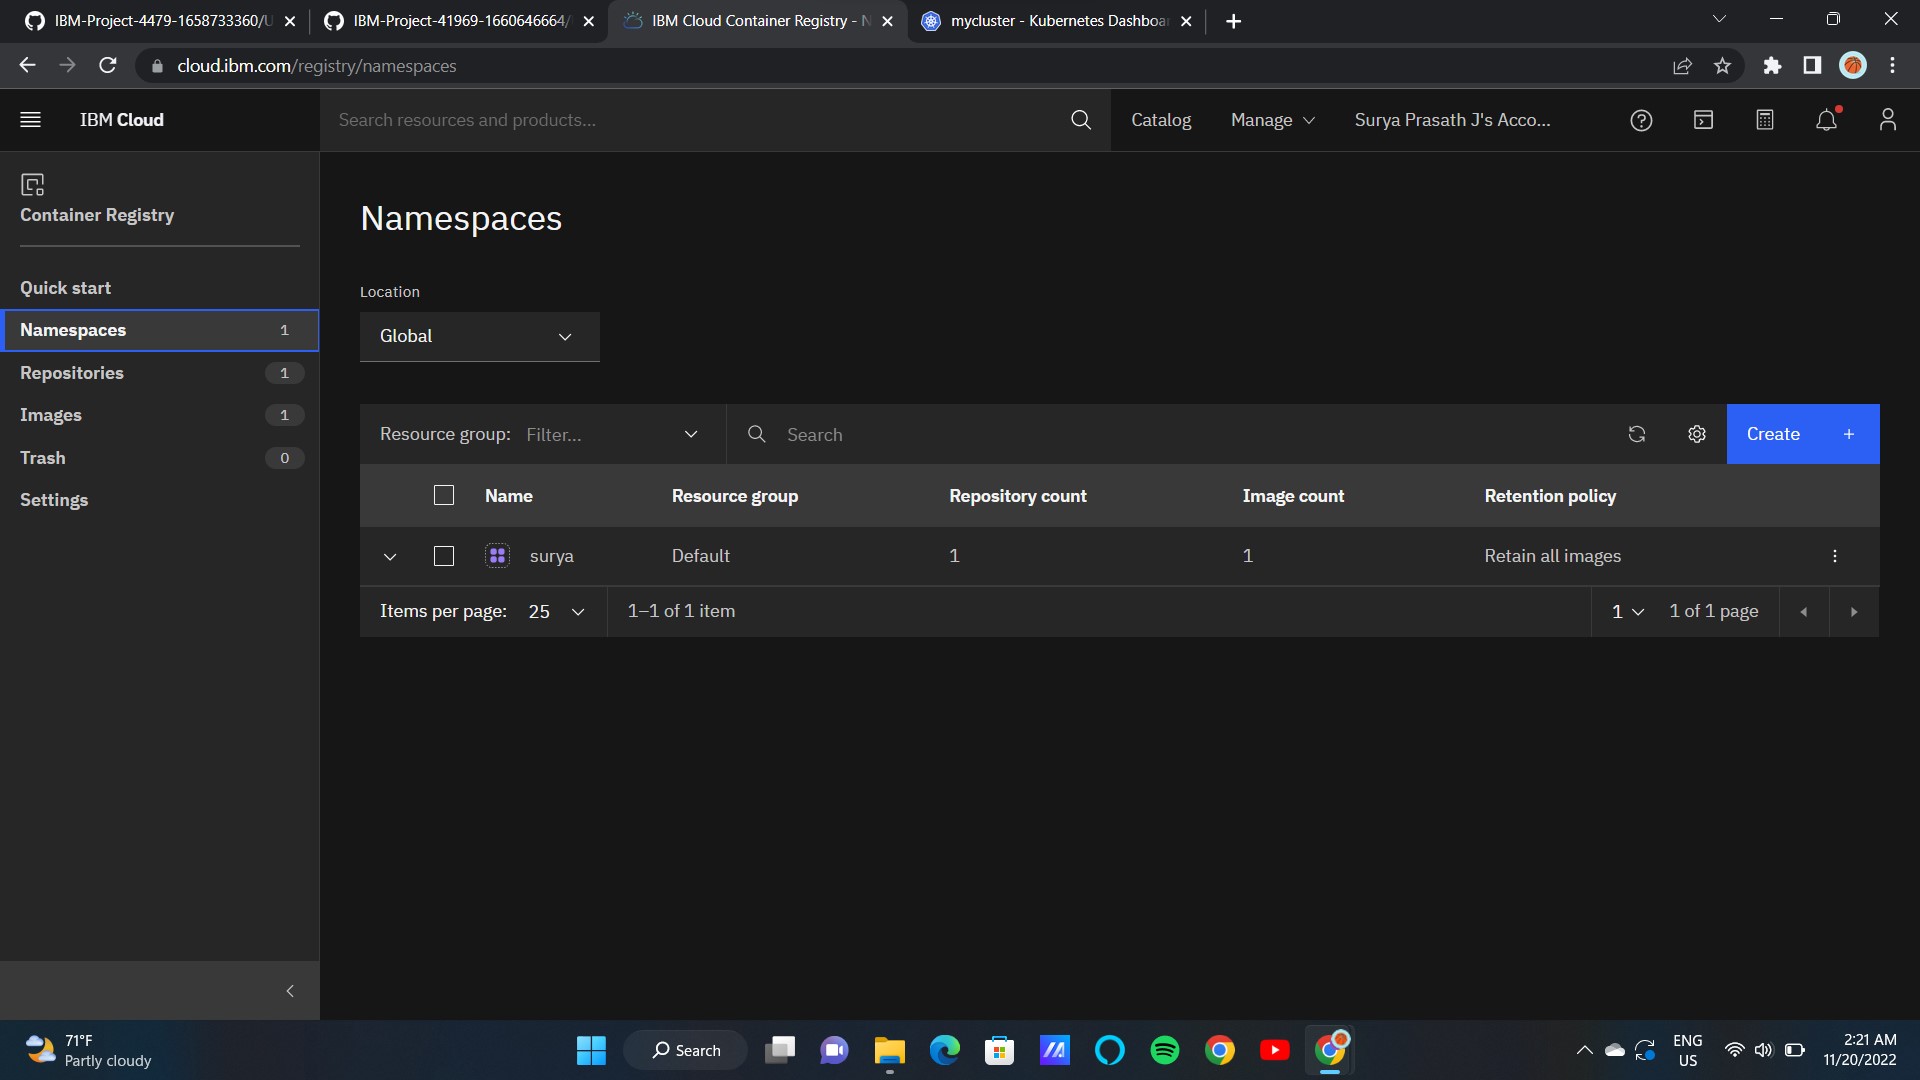 IBM-Project-4479-1658733360/U
IBM-Project-41969-1660646664/
IBM Cloud Container Registry - N
mycluster - Kubernetes Dashboar
cloud.ibm.com/registry/namespaces
IBM Cloud
Search resources and products...
Catalog
Manage
Surya Prasath J's Acco...
Container Registry
Quick start
Namespaces 1
Repositories 1
Images 1
Trash 0
Settings
Namespaces
Location
Global
Resource group: Filter...
Search
Create +
Name Resource group Repository count Image count Retention policy
surya Default 1 1 Retain all images
Items per page: 25 1–1 of 1 item 1 1 of 1 page
71°F
Partly cloudy
Search
ENG
US
2:21 AM
11/20/2022